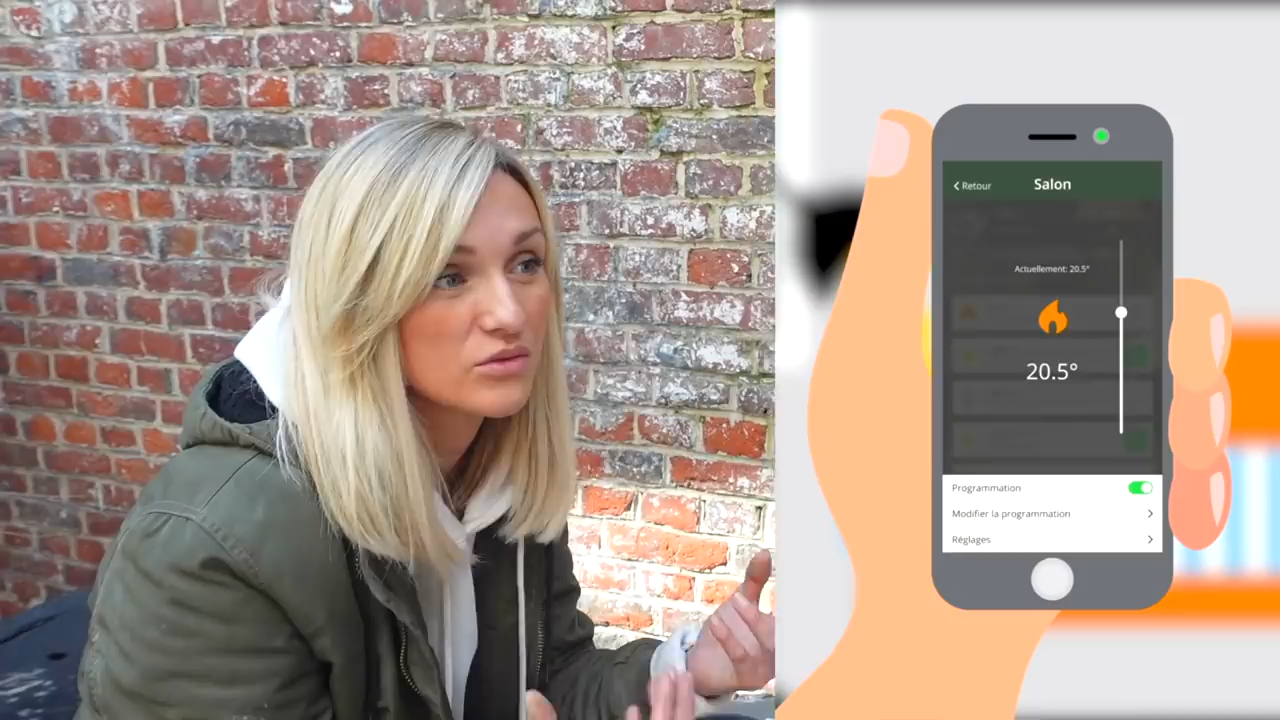 Retour
Salon
Actuellement: 20.5°
20.5°
Programmation
Modifier la programmation
Réglages